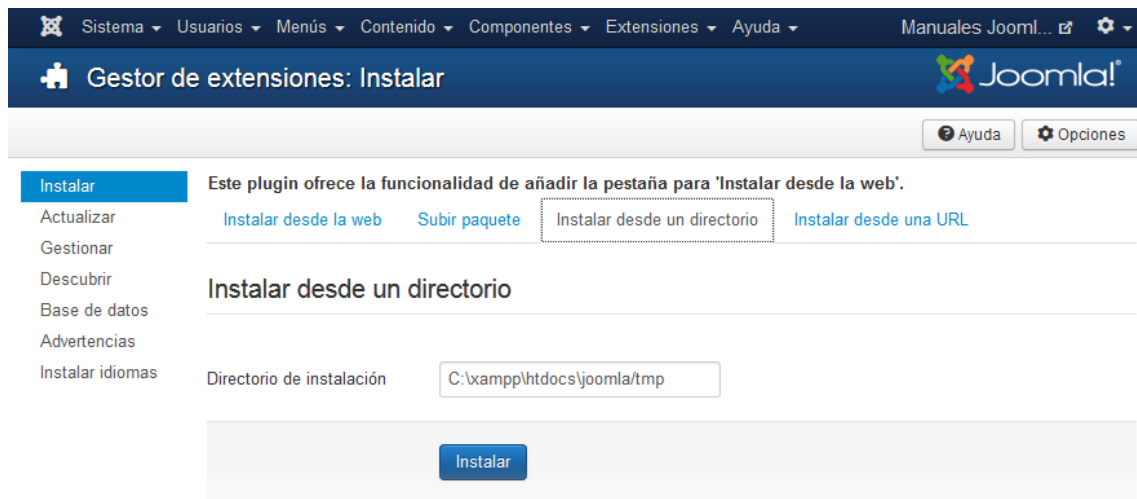 Sistema Usuarios Menús Contenido Componentes Extensiones Ayuda Manuales Jooml...
Gestor de extensiones: Instalar Joomla!
Ayuda Opciones
Instalar
Actualizar
Gestionar
Descubrir
Base de datos
Advertencias
Instalar idiomas
Este plugin ofrece la funcionalidad de añadir la pestaña para 'Instalar desde la web'.
Instalar desde la web Subir paquete Instalar desde un directorio Instalar desde una URL
Instalar desde un directorio
Directorio de instalación C:\xampp\htdocs\joomla/tmp
Instalar